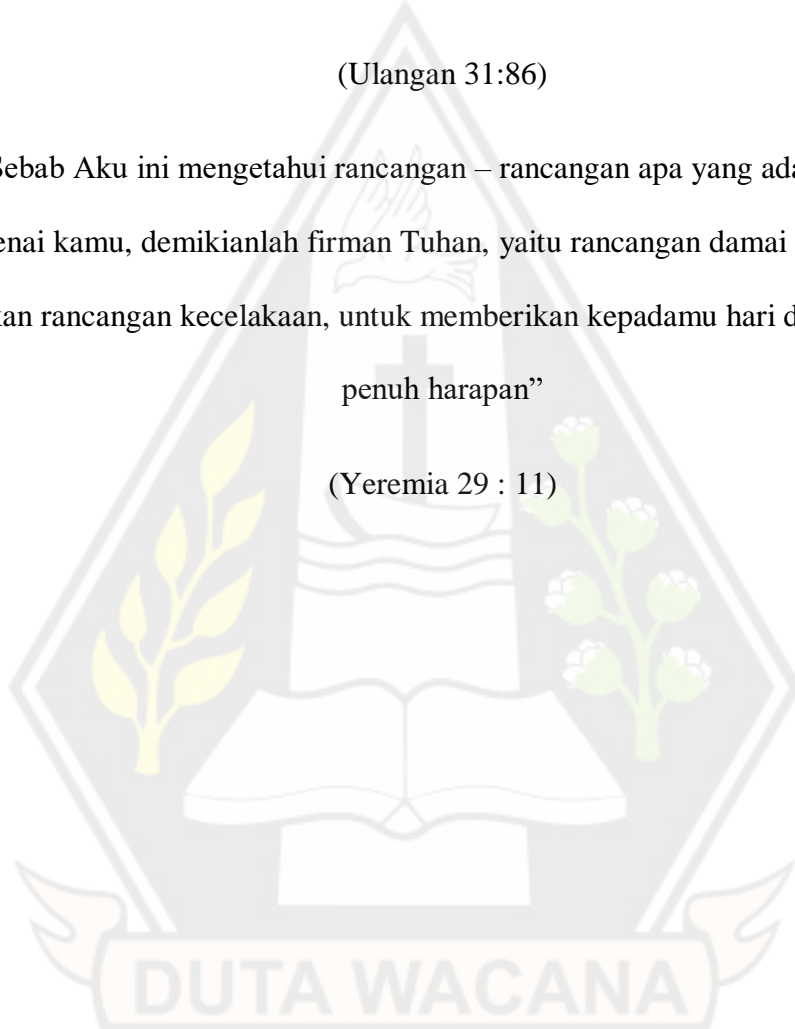 (Ulangan 31:86)
Sebab Aku ini mengetahui rancangan – rancangan apa yang ada
enai kamu, demikianlah firman Tuhan, yaitu rancangan damai
kan rancangan kecelakaan, untuk memberikan kepadamu hari d
penuh harapan”
(Yeremia 29 : 11)
DUTA WACANA